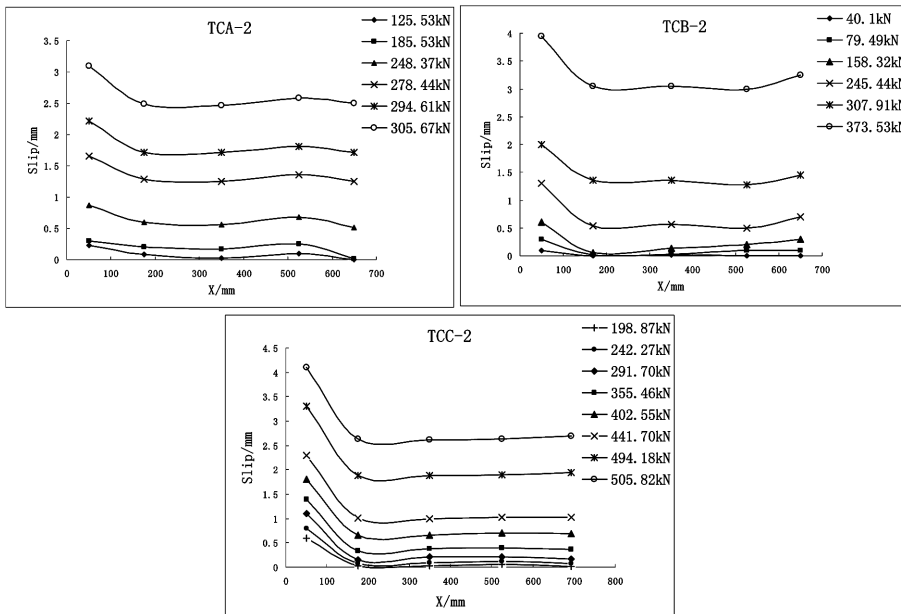 TCA-2
125.53kN
185.53kN
248.37kN
278.44kN
294.61kN
305.67kN
Slip/mm
3.5
3
2.5
2
1.5
1
0.5
0
0 100 200 300 400 500 600 700
X/mm
TCB-2
40.1kN
79.49kN
158.32kN
245.44kN
307.91kN
373.53kN
Slip/mm
4
3.5
3
2.5
2
1.5
1
0.5
0
0 100 200 300 400 500 600 700
X/mm
TCC-2
198.87kN
242.27kN
291.70kN
355.46kN
402.55kN
441.70kN
494.18kN
505.82kN
Slip/mm
4.5
4
3.5
3
2.5
2
1.5
1
0.5
0
0 100 200 300 400 500 600 700 800
X/mm